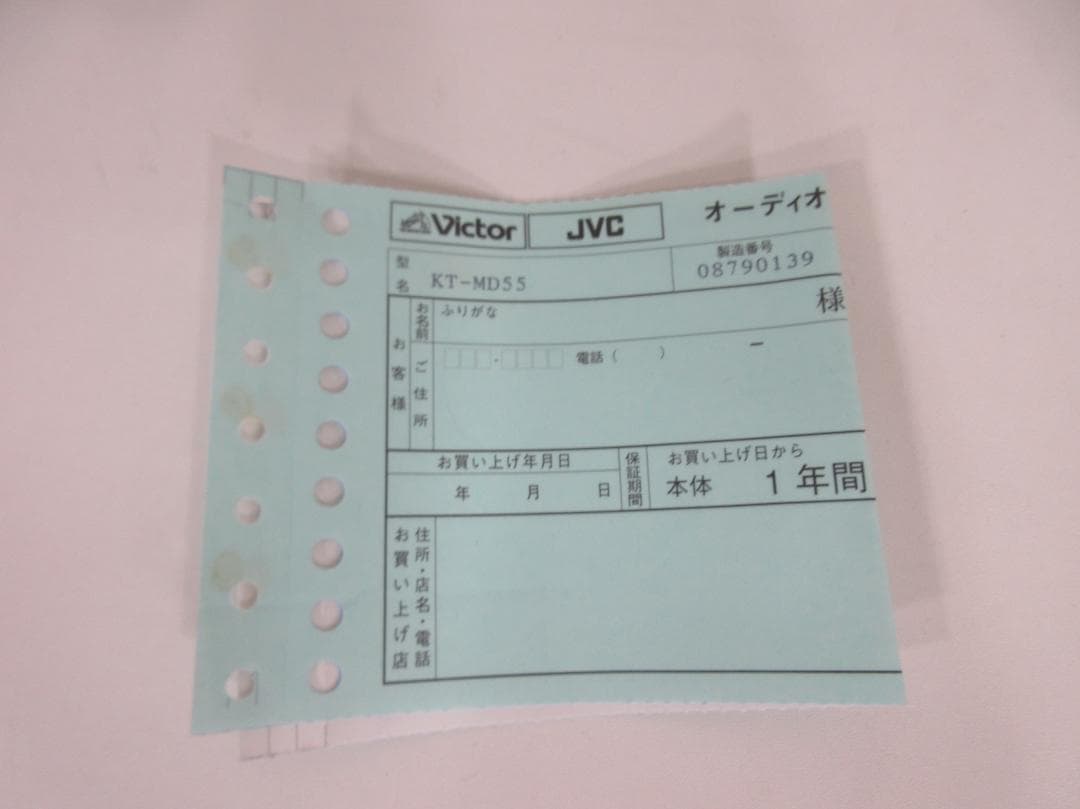 Victor JVC オーディオ
型名 KT-MD55 製造番号 08790139
お客様 お名前 ふりがな 様
ご住所 - 電話 ( ) −
お買い上げ年月日 保証期間 お買い上げ日から
年 月 日 本体 1年間
お買い上げ店 住所・店名・電話